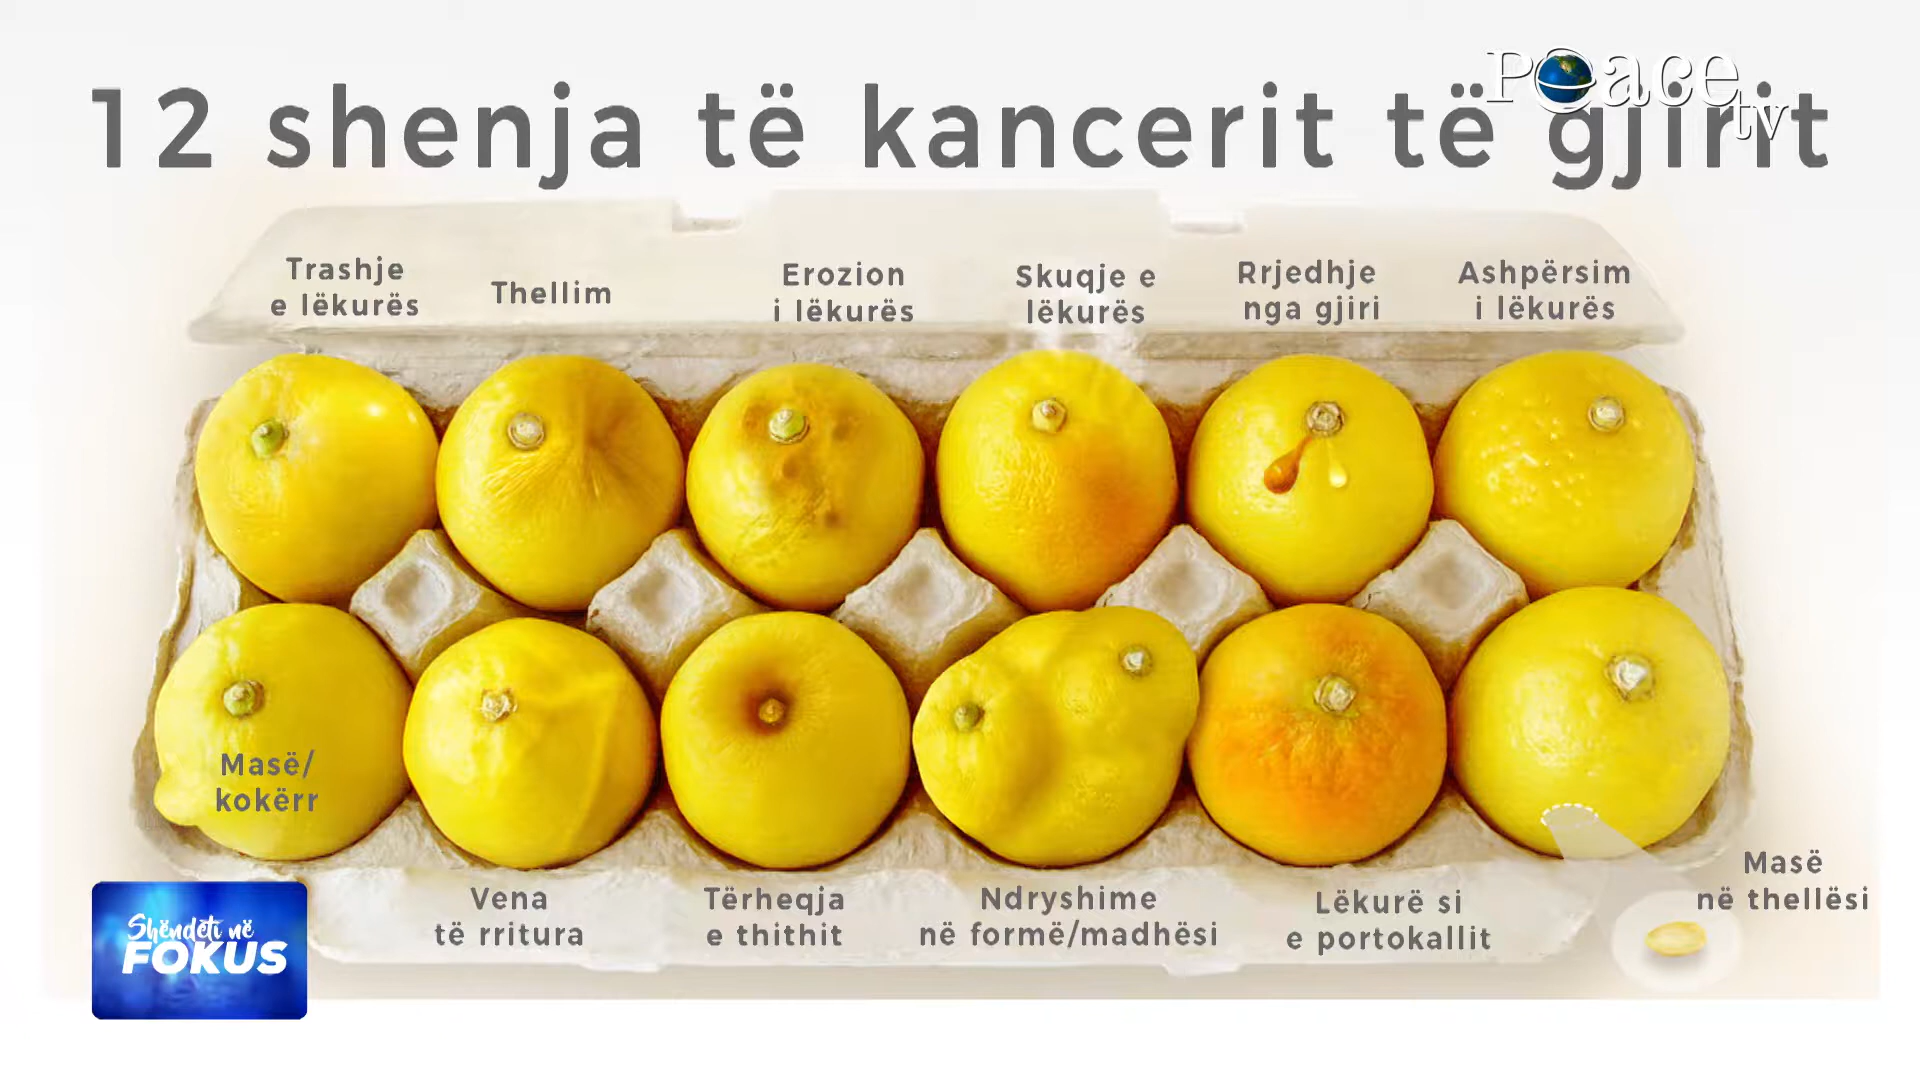 Peace
tv
12 shenja të kancerit të gjirit
Trashje
e lëkurës
Thellim
Erozion
i lëkurës
Skuqje e
lëkurës
Rrjedhje
nga gjiri
Ashpërsim
i lëkurës
Masë/
kokërr
Vena
të rritura
Tërheqja
e thithit
Ndryshime
në formë/madhësi
Lëkurë si
e portokallit
Masë
në thellësi
Shëndeti në
FOKUS